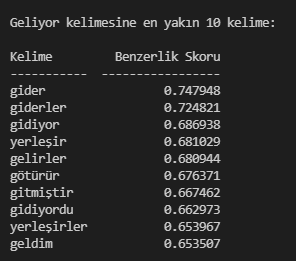 Geliyor kelimesine en yakın 10 kelime:
Kelime Benzerlik Skoru
----------- -----------------
gider 0.747948
giderler 0.724821
gidiyor 0.686938
yerleşir 0.681029
gelirler 0.680944
götürür 0.676371
gitmiştir 0.667462
gidiyordu 0.662973
yerleşirler 0.653967
geldim 0.653507